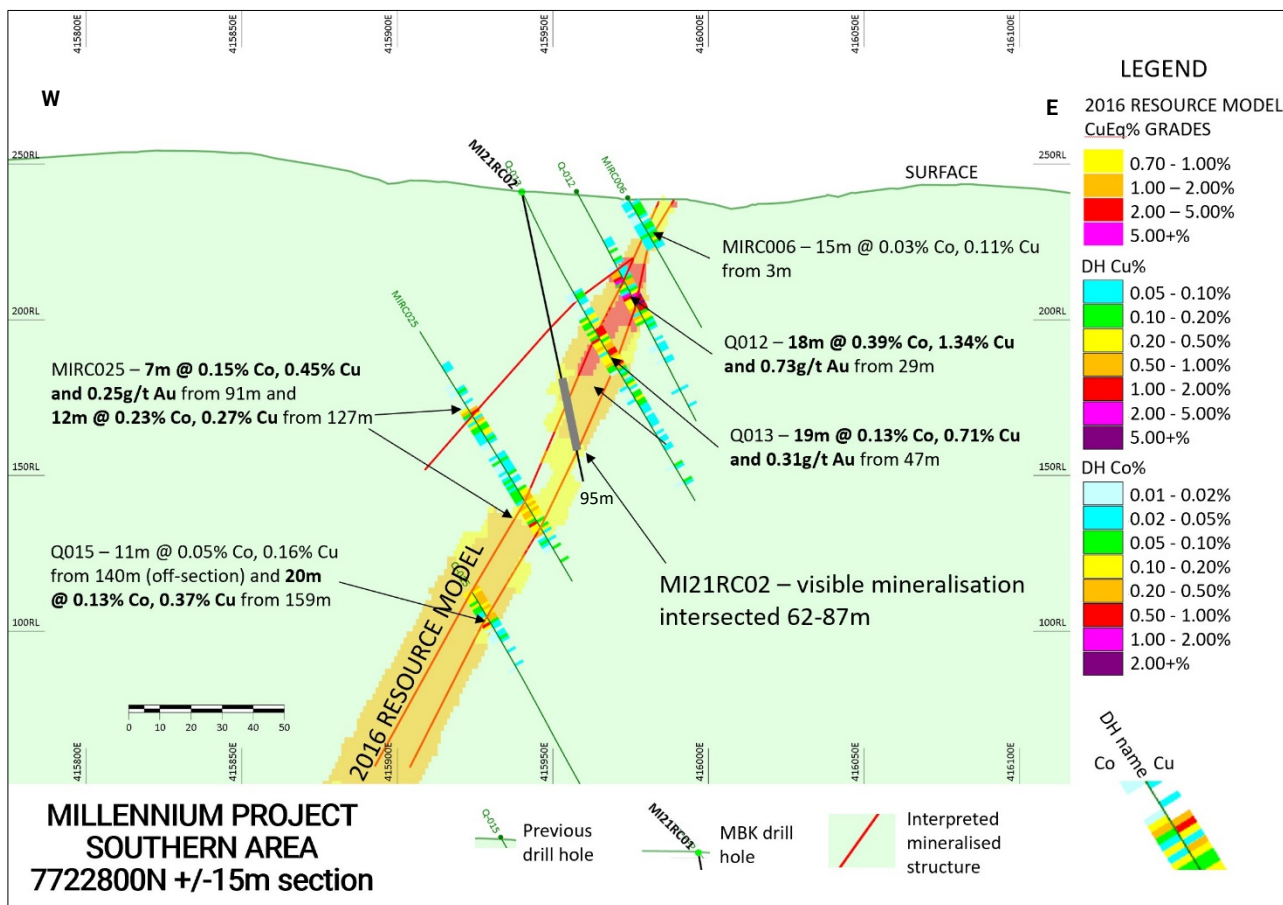 415800E
415850E
415900E
415950E
416000E
416050E
416100E
W
E
250RL
250RL
SURFACE
MI21RC02
Q-013
Q-012
MIRC006
MIRC006 – 15m @ 0.03% Co, 0.11% Cu
from 3m
200RL
200RL
MIRC025
Q012 – 18m @ 0.39% Co, 1.34% Cu
and 0.73g/t Au from 29m
MIRC025 – 7m @ 0.15% Co, 0.45% Cu
and 0.25g/t Au from 91m and
12m @ 0.23% Co, 0.27% Cu from 127m
Q013 – 19m @ 0.13% Co, 0.71% Cu
and 0.31g/t Au from 47m
150RL
150RL
95m
Q015 – 11m @ 0.05% Co, 0.16% Cu
from 140m (off-section) and 20m
@ 0.13% Co, 0.37% Cu from 159m
MI21RC02 – visible mineralisation
intersected 62-87m
100RL
100RL
2016 RESOURCE MODEL
0 10 20 30 40 50
415800E
415850E
415900E
415950E
416000E
416050E
416100E
LEGEND
2016 RESOURCE MODEL
CuEq% GRADES
0.70 - 1.00%
1.00 – 2.00%
2.00 – 5.00%
5.00+%
DH Cu%
0.05 - 0.10%
0.10 - 0.20%
0.20 - 0.50%
0.50 - 1.00%
1.00 - 2.00%
2.00 - 5.00%
5.00+%
DH Co%
0.01 - 0.02%
0.02 - 0.05%
0.05 - 0.10%
0.10 - 0.20%
0.20 - 0.50%
0.50 - 1.00%
1.00 - 2.00%
2.00+%
DH name
Co Cu
MILLENNIUM PROJECT
SOUTHERN AREA
7722800N +/-15m section
Q-015
Previous
drill hole
MI21RC01
MBK drill
hole
Interpreted
mineralised
structure